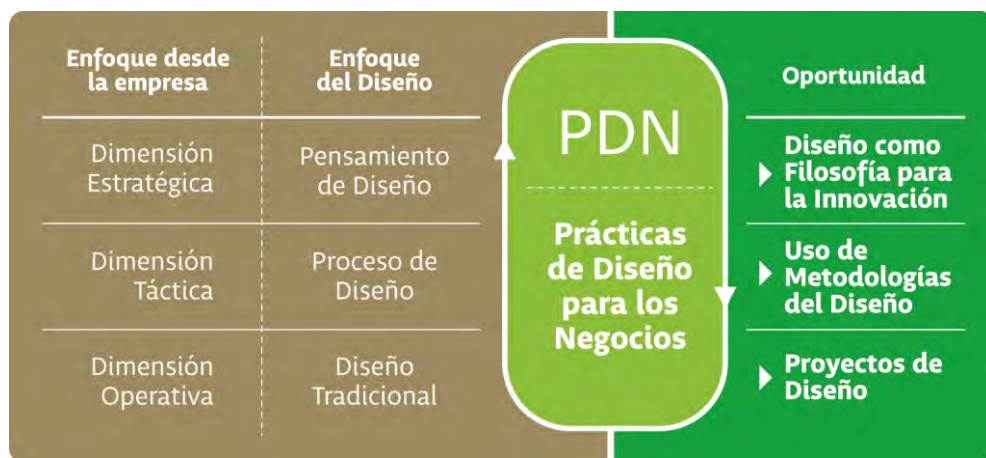 Enfoque desde
la empresa
Enfoque
del Diseño
Dimensión
Estratégica
Pensamiento
de Diseño
Dimensión
Táctica
Proceso de
Diseño
Dimensión
Operativa
Diseño
Tradicional
PDN
Prácticas
de Diseño
para los
Negocios
Oportunidad
Diseño como
Filosofía para
la Innovación
Uso de
Metodologías
del Diseño
Proyectos de
Diseño